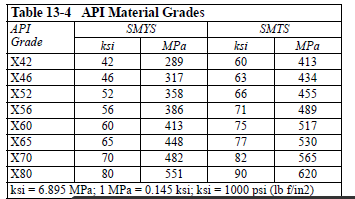 Table 13-4 API Material Grades
API Grade SMYS SMTS
ksi MPa ksi MPa
X42 42 289 60 413
X46 46 317 63 434
X52 52 358 66 455
X56 56 386 71 489
X60 60 413 75 517
X65 65 448 77 530
X70 70 482 82 565
X80 80 551 90 620
ksi = 6.895 MPa; 1 MPa = 0.145 ksi; ksi = 1000 psi (lb f/in2)